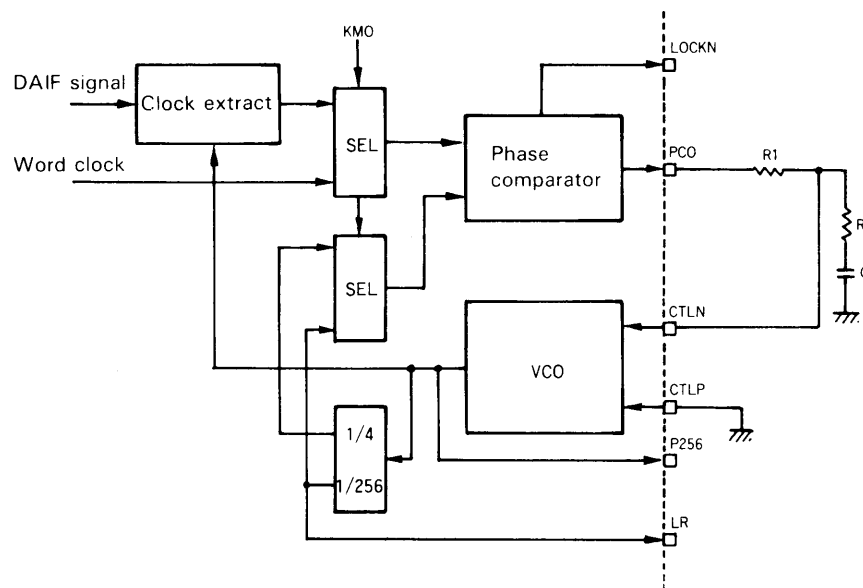 KMO
LOCKN
DAIF signal
Clock extract
SEL
Phase
comparator
PCO
R1
Word clock
R
SEL
CTLN
VCO
CTLP
1/4
P256
1/256
LR